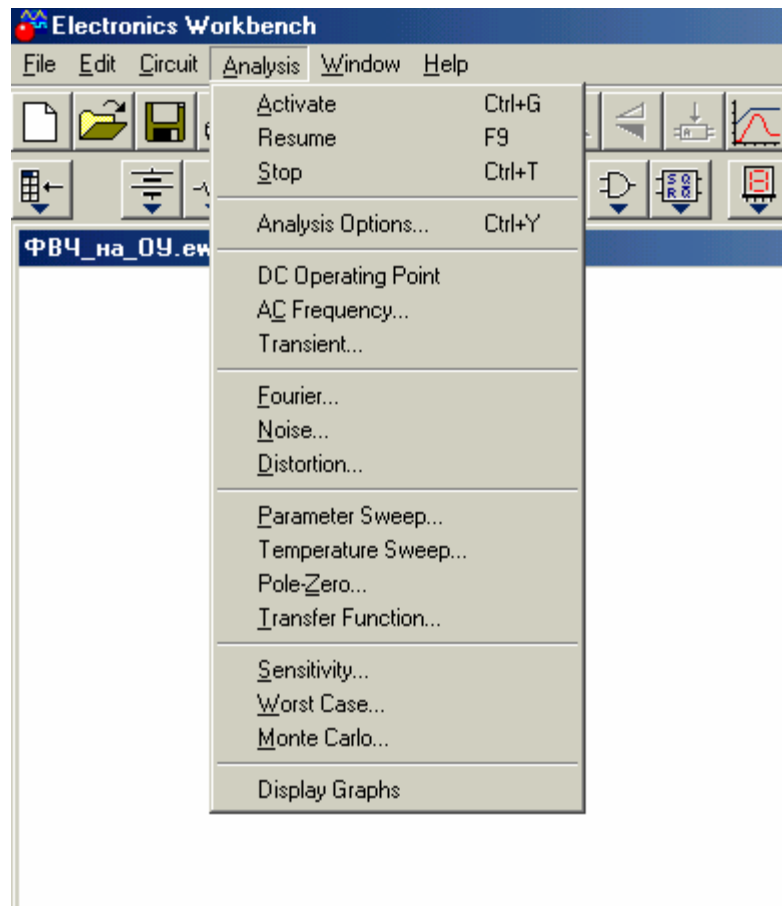 Electronics Workbench
File Edit Circuit Analysis Window Help
Activate Ctrl+G
Resume F9
Stop Ctrl+T
Analysis Options... Ctrl+Y
ФВЧ_на_ОУ.ew
DC Operating Point
AC Frequency...
Transient...
Fourier...
Noise...
Distortion...
Parameter Sweep...
Temperature Sweep...
Pole-Zero...
Transfer Function...
Sensitivity...
Worst Case...
Monte Carlo...
Display Graphs